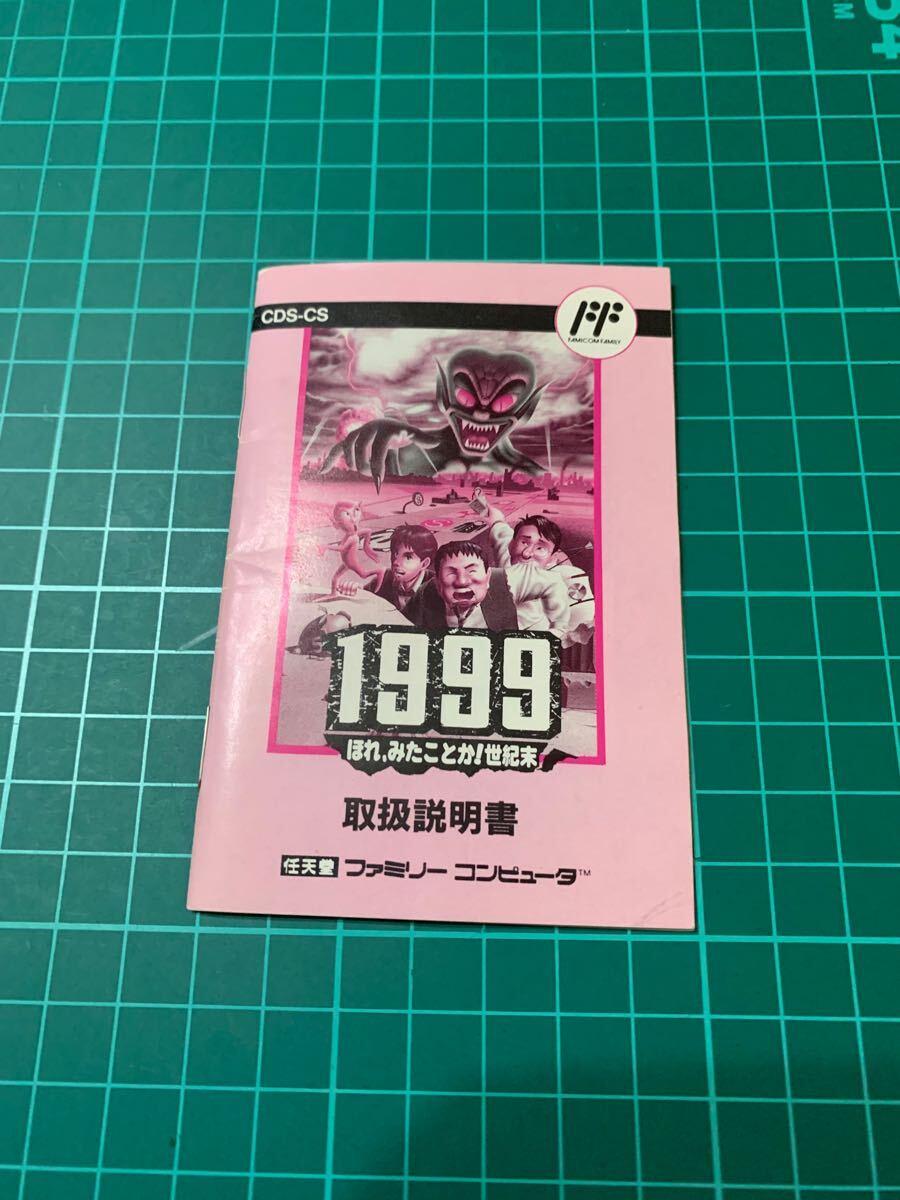 64
M
CDS-CS
FAMICOM FAMILY
1999
ほれ、みたことか!世紀末
取扱説明書
任天堂 ファミリー コンピュータ™